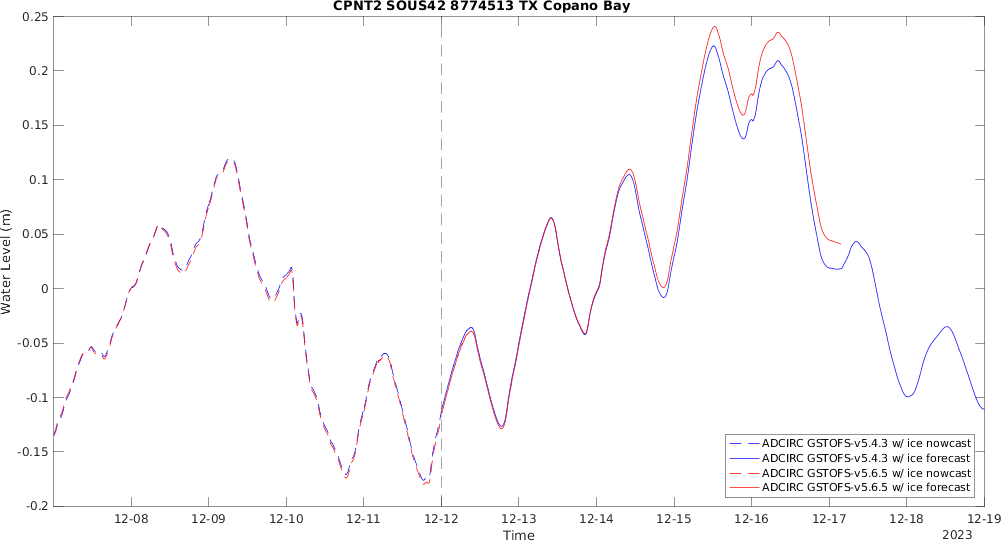 CPNT2 SOUS42 8774513 TX Copano Bay
0.25
0.2
0.15
0.1
0.05
0
-0.05
-0.1
-0.15
-0.2
Water Level (m)
ADCIRC GSTOFS-v5.4.3 w/ ice nowcast
ADCIRC GSTOFS-v5.4.3 w/ ice forecast
ADCIRC GSTOFS-v5.6.5 w/ ice nowcast
ADCIRC GSTOFS-v5.6.5 w/ ice forecast
12-08 12-09 12-10 12-11 12-12 12-13 12-14 12-15 12-16 12-17 12-18 12-19
Time
2023